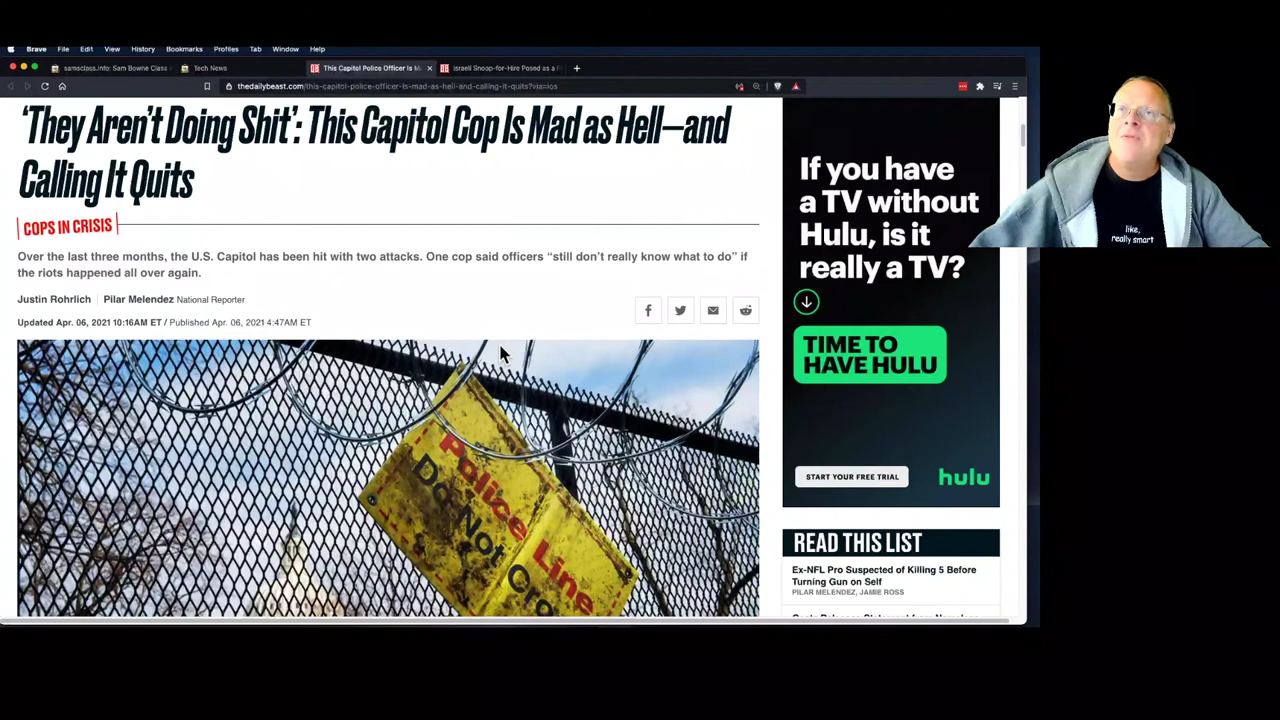 Brave File Edit View History Bookmarks Profiles Tab Window Help
samsclass.info: Sam Bowne Class
Tech News
This Capitol Police Officer Is M
Israeli Snoop-for-Hire Posed as a
thedailybeast.com/this-capitol-police-officer-is-mad-as-hell-and-calling-it-quits?via=ios
‘They Aren’t Doing Shit’: This Capitol Cop Is Mad as Hell—and
Calling It Quits
COPS IN CRISIS
Over the last three months, the U.S. Capitol has been hit with two attacks. One cop said officers “still don’t really know what to do” if
the riots happened all over again.
Justin Rohrlich Pilar Melendez National Reporter
Updated Apr. 06, 2021 10:16AM ET / Published Apr. 06, 2021 4:47AM ET
Police Line
Do Not Cro
If you have
a TV without
Hulu, is it
really a TV?
TIME TO
HAVE HULU
START YOUR FREE TRIAL
hulu
READ THIS LIST
Ex-NFL Pro Suspected of Killing 5 Before
Turning Gun on Self
PILAR MELENDEZ, JAMIE ROSS
like,
really smart